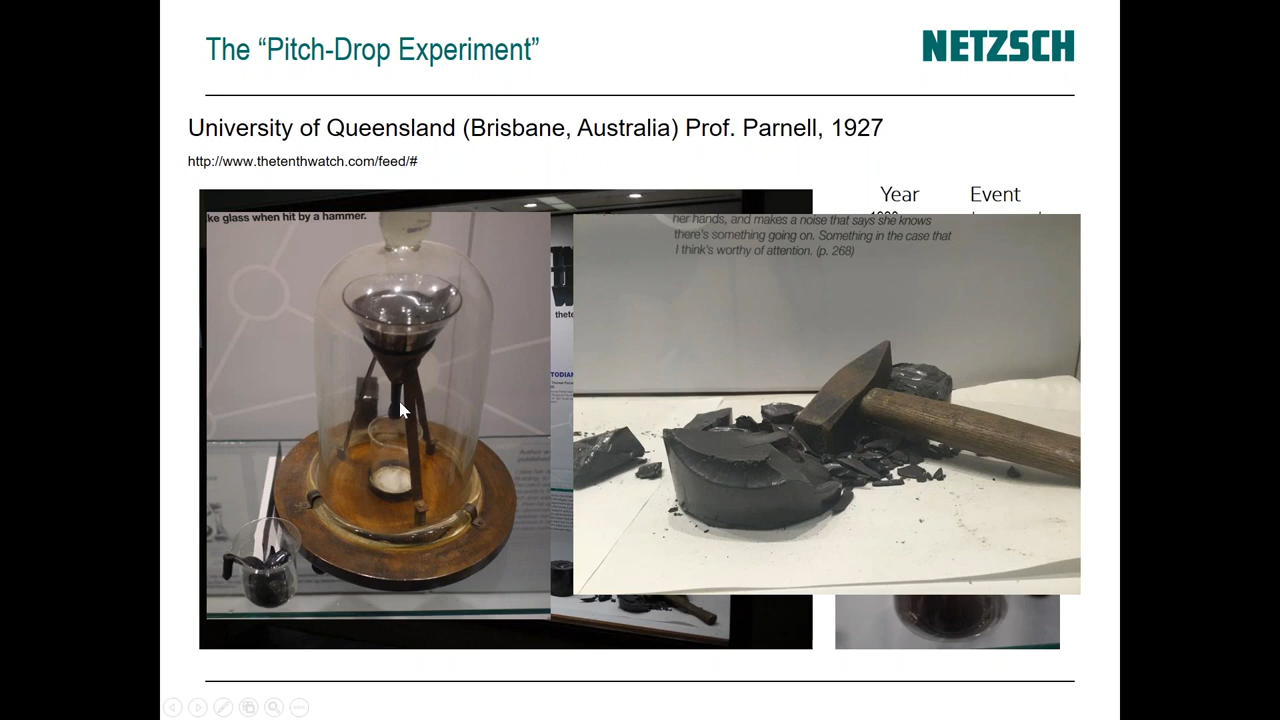 The “Pitch-Drop Experiment”
NETZSCH
University of Queensland (Brisbane, Australia) Prof. Parnell, 1927
http://www.thetenthwatch.com/feed/#
Year Event
ke glass when hit by a hammer.
her hands, and makes a noise that says she knows
there's something going on. Something in the case that
I think's worthy of attention. (p. 268)
thete
TODIAN